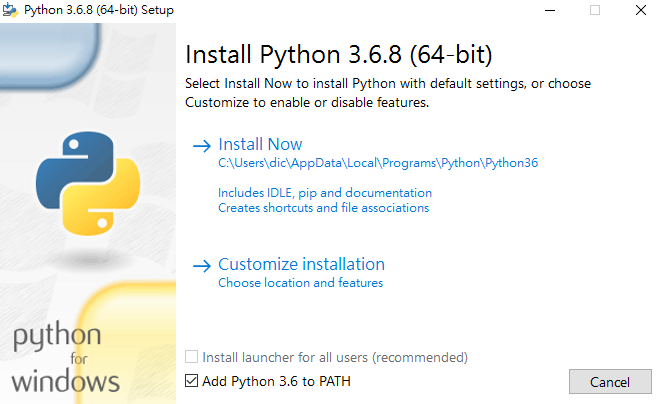 Python 3.6.8 (64-bit) Setup
Install Python 3.6.8 (64-bit)
Select Install Now to install Python with default settings, or choose
Customize to enable or disable features.
Install Now
C:\Users\dic\AppData\Local\Programs\Python\Python36
Includes IDLE, pip and documentation
Creates shortcuts and file associations
Customize installation
Choose location and features
python
for
windows
Install launcher for all users (recommended)
Add Python 3.6 to PATH
Cancel